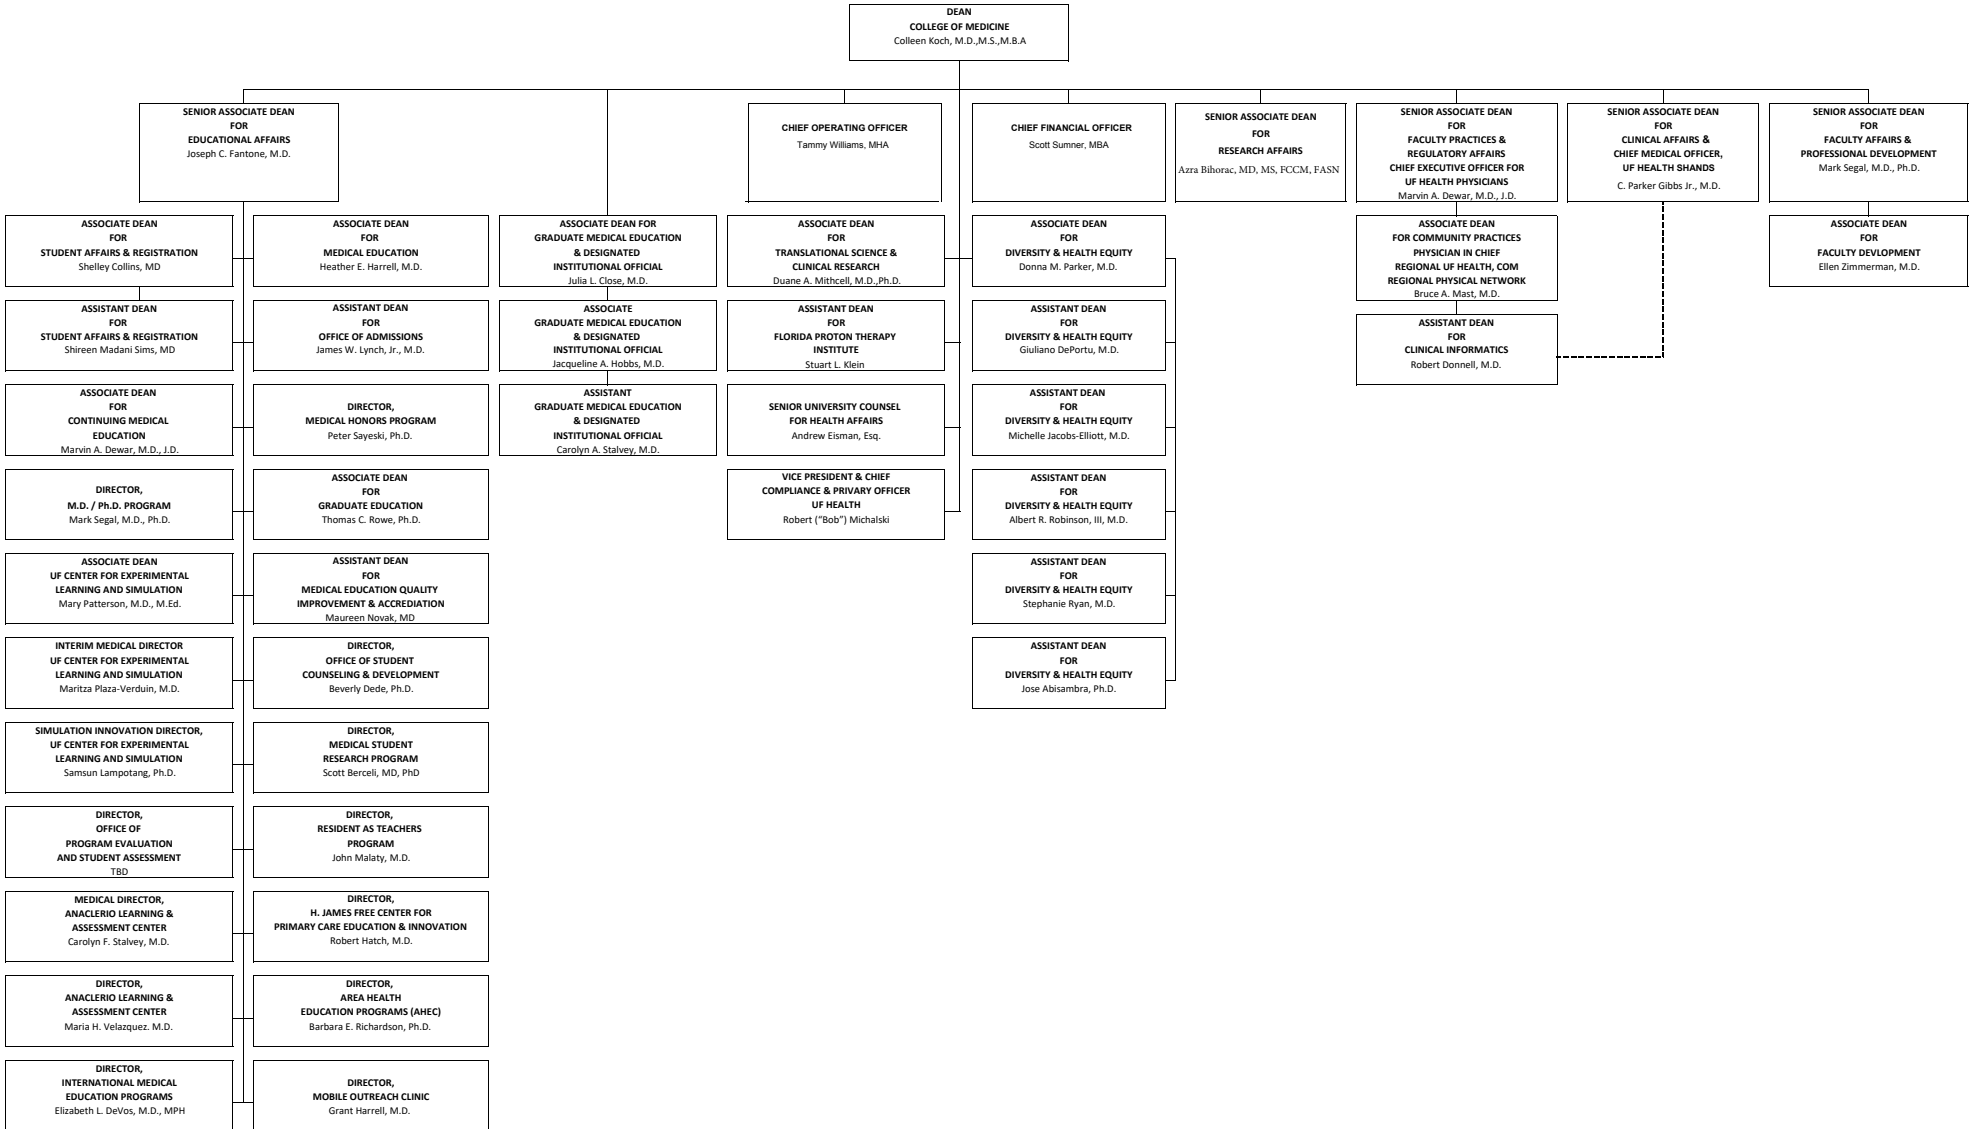 DEAN
COLLEGE OF MEDICINE
Colleen Koch, M.D.,M.S.,M.B.A
SENIOR ASSOCIATE DEAN
FOR
EDUCATIONAL AFFAIRS
Joseph C. Fantone, M.D.
CHIEF OPERATING OFFICER
Tammy Williams, MHA
CHIEF FINANCIAL OFFICER
Scott Sumner, MBA
SENIOR ASSOCIATE DEAN
FOR
RESEARCH AFFAIRS
Azra Bihorac, MD, MS, FCCM, FASN
SENIOR ASSOCIATE DEAN
FOR
FACULTY PRACTICES &
REGULATORY AFFAIRS
CHIEF EXECUTIVE OFFICER FOR
UF HEALTH PHYSICIANS
Marvin A. Dewar, M.D., J.D.
SENIOR ASSOCIATE DEAN
FOR
CLINICAL AFFAIRS &
CHIEF MEDICAL OFFICER,
UF HEALTH SHANDS
C. Parker Gibbs Jr., M.D.
SENIOR ASSOCIATE DEAN
FOR
FACULTY AFFAIRS &
PROFESSIONAL DEVELOPMENT
Mark Segal, M.D., Ph.D.
ASSOCIATE DEAN
FOR
STUDENT AFFAIRS & REGISTRATION
Shelley Collins, MD
ASSOCIATE DEAN
FOR
MEDICAL EDUCATION
Heather E. Harrell, M.D.
ASSOCIATE DEAN FOR
GRADUATE MEDICAL EDUCATION
& DESIGNATED
INSTITUTIONAL OFFICIAL
Julia L. Close, M.D.
ASSOCIATE DEAN
FOR
TRANSLATIONAL SCIENCE &
CLINICAL RESEARCH
Duane A. Mithcell, M.D.,Ph.D.
ASSOCIATE DEAN
FOR
DIVERSITY & HEALTH EQUITY
Donna M. Parker, M.D.
ASSOCIATE DEAN
FOR COMMUNITY PRACTICES
PHYSICIAN IN CHIEF
REGIONAL UF HEALTH, COM
REGIONAL PHYSICAL NETWORK
Bruce A. Mast, M.D.
ASSOCIATE DEAN
FOR
FACULTY DEVLOPMENT
Ellen Zimmerman, M.D.
ASSISTANT DEAN
FOR
STUDENT AFFAIRS & REGISTRATION
Shireen Madani Sims, MD
ASSISTANT DEAN
FOR
OFFICE OF ADMISSIONS
James W. Lynch, Jr., M.D.
ASSOCIATE
GRADUATE MEDICAL EDUCATION
& DESIGNATED
INSTITUTIONAL OFFICIAL
Jacqueline A. Hobbs, M.D.
ASSISTANT DEAN
FOR
FLORIDA PROTON THERAPY
INSTITUTE
Stuart L. Klein
ASSISTANT DEAN
FOR
DIVERSITY & HEALTH EQUITY
Giuliano DePortu, M.D.
ASSISTANT DEAN
FOR
CLINICAL INFORMATICS
Robert Donnell, M.D.
ASSOCIATE DEAN
FOR
CONTINUING MEDICAL
EDUCATION
Marvin A. Dewar, M.D., J.D.
DIRECTOR,
MEDICAL HONORS PROGRAM
Peter Sayeski, Ph.D.
ASSISTANT
GRADUATE MEDICAL EDUCATION
& DESIGNATED
INSTITUTIONAL OFFICIAL
Carolyn A. Stalvey, M.D.
SENIOR UNIVERSITY COUNSEL
FOR HEALTH AFFAIRS
Andrew Eisman, Esq.
ASSISTANT DEAN
FOR
DIVERSITY & HEALTH EQUITY
Michelle Jacobs-Elliott, M.D.
DIRECTOR,
M.D. / Ph.D. PROGRAM
Mark Segal, M.D., Ph.D.
ASSOCIATE DEAN
FOR
GRADUATE EDUCATION
Thomas C. Rowe, Ph.D.
VICE PRESIDENT & CHIEF
COMPLIANCE & PRIVARY OFFICER
UF HEALTH
Robert ("Bob") Michalski
ASSISTANT DEAN
FOR
DIVERSITY & HEALTH EQUITY
Albert R. Robinson, III, M.D.
ASSOCIATE DEAN
UF CENTER FOR EXPERIMENTAL
LEARNING AND SIMULATION
Mary Patterson, M.D., M.Ed.
ASSISTANT DEAN
FOR
MEDICAL EDUCATION QUALITY
IMPROVEMENT & ACCREDITATION
Maureen Novak, MD
ASSISTANT DEAN
FOR
DIVERSITY & HEALTH EQUITY
Stephanie Ryan, M.D.
INTERIM MEDICAL DIRECTOR
UF CENTER FOR EXPERIMENTAL
LEARNING AND SIMULATION
Maritza Plaza-Verduin, M.D.
DIRECTOR,
OFFICE OF STUDENT
COUNSELING & DEVELOPMENT
Beverly Dede, Ph.D.
ASSISTANT DEAN
FOR
DIVERSITY & HEALTH EQUITY
Jose Abisambra, Ph.D.
SIMULATION INNOVATION DIRECTOR,
UF CENTER FOR EXPERIMENTAL
LEARNING AND SIMULATION
Samsun Lampotang, Ph.D.
DIRECTOR,
MEDICAL STUDENT
RESEARCH PROGRAM
Scott Berceli, MD, PhD
DIRECTOR,
OFFICE OF
PROGRAM EVALUATION
AND STUDENT ASSESSMENT
TBD
DIRECTOR,
RESIDENT AS TEACHERS
PROGRAM
John Malaty, M.D.
MEDICAL DIRECTOR,
ANACLERIO LEARNING &
ASSESSMENT CENTER
Carolyn F. Stalvey, M.D.
DIRECTOR,
H. JAMES FREE CENTER FOR
PRIMARY CARE EDUCATION & INNOVATION
Robert Hatch, M.D.
DIRECTOR,
ANACLERIO LEARNING &
ASSESSMENT CENTER
Maria H. Velazquez. M.D.
DIRECTOR,
AREA HEALTH
EDUCATION PROGRAMS (AHEC)
Barbara E. Richardson, Ph.D.
DIRECTOR,
INTERNATIONAL MEDICAL
EDUCATION PROGRAMS
Elizabeth L. DeVos, M.D., MPH
DIRECTOR,
MOBILE OUTREACH CLINIC
Grant Harrell, M.D.